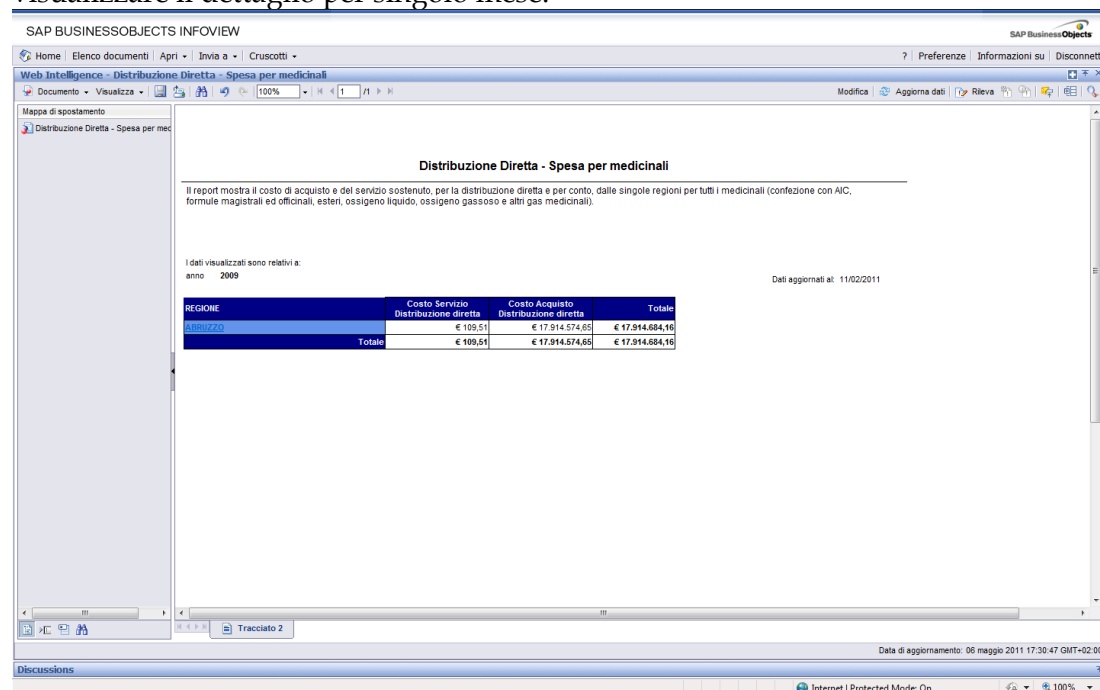 visualizzare il dettaglio per singolo mese.
SAP BUSINESSOBJECTS INFOVIEW
SAP BusinessObjects
Home Elenco documenti Apri Invia a Cruscotti ? Preferenze Informazioni su Disconnett
Web Intelligence - Distribuzione Diretta - Spesa per medicinali
Documento Visualizza 100% 1 /1 Modifica Aggiorna dati Rileva
Mappa di spostamento
Distribuzione Diretta - Spesa per med
Distribuzione Diretta - Spesa per medicinali
Il report mostra il costo di acquisto e del servizio sostenuto, per la distribuzione diretta e per conto, dalle singole regioni per tutti i medicinali (confezione con AIC,
formule magistrali ed officinali, esteri, ossigeno liquido, ossigeno gassoso e altri gas medicinali).
I dati visualizzati sono relativi a:
anno 2009
Dati aggiornati al: 11/02/2011
REGIONE Costo Servizio Distribuzione diretta Costo Acquisto Distribuzione diretta Totale
ABRUZZO € 109,51 € 17.914.574,65 € 17.914.684,16
Totale € 109,51 € 17.914.574,65 € 17.914.684,16
Tracciato 2
Data di aggiornamento: 06 maggio 2011 17:30:47 GMT+02:00
Discussions
Internet | Protected Mode: On 100%